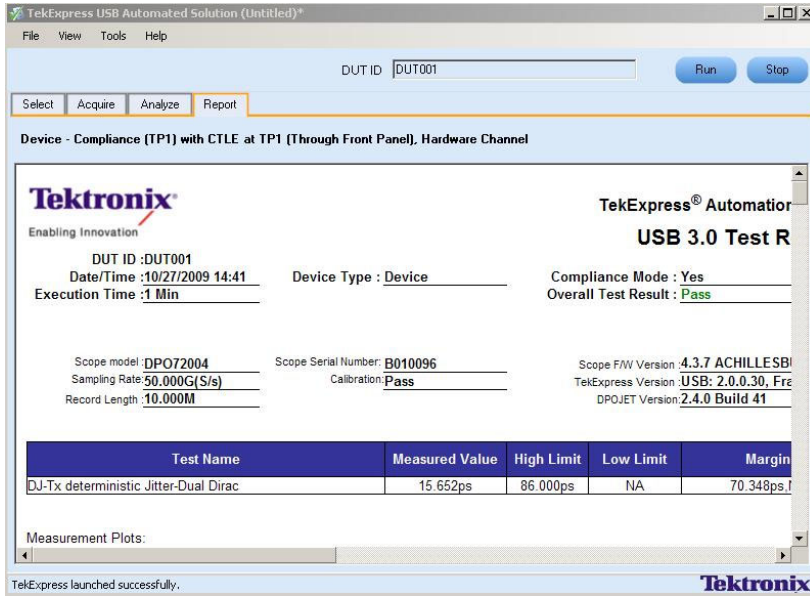 TekExpress USB Automated Solution (Untitled)*
File View Tools Help
DUT ID DUT001 Run Stop
Select Acquire Analyze Report
Device - Compliance (TP1) with CTLE at TP1 (Through Front Panel), Hardware Channel
Tektronix
Enabling Innovation
TekExpress® Automation
USB 3.0 Test R
DUT ID :DUT001
Date/Time :10/27/2009 14:41 Device Type : Device Compliance Mode : Yes
Execution Time :1 Min Overall Test Result : Pass
Scope model :DPO72004 Scope Serial Number: B010096 Scope F/W Version :4.3.7 ACHILLESB
Sampling Rate:50.000G(S/s) Calibration:Pass TekExpress Version :USB: 2.0.0.30, Fra
Record Length :10.000M DPOJET Version:2.4.0 Build 41
Test Name Measured Value High Limit Low Limit Margin
DJ-Tx deterministic Jitter-Dual Dirac 15.652ps 86.000ps NA 70.348ps,
Measurement Plots:
TekExpress launched successfully. Tektronix